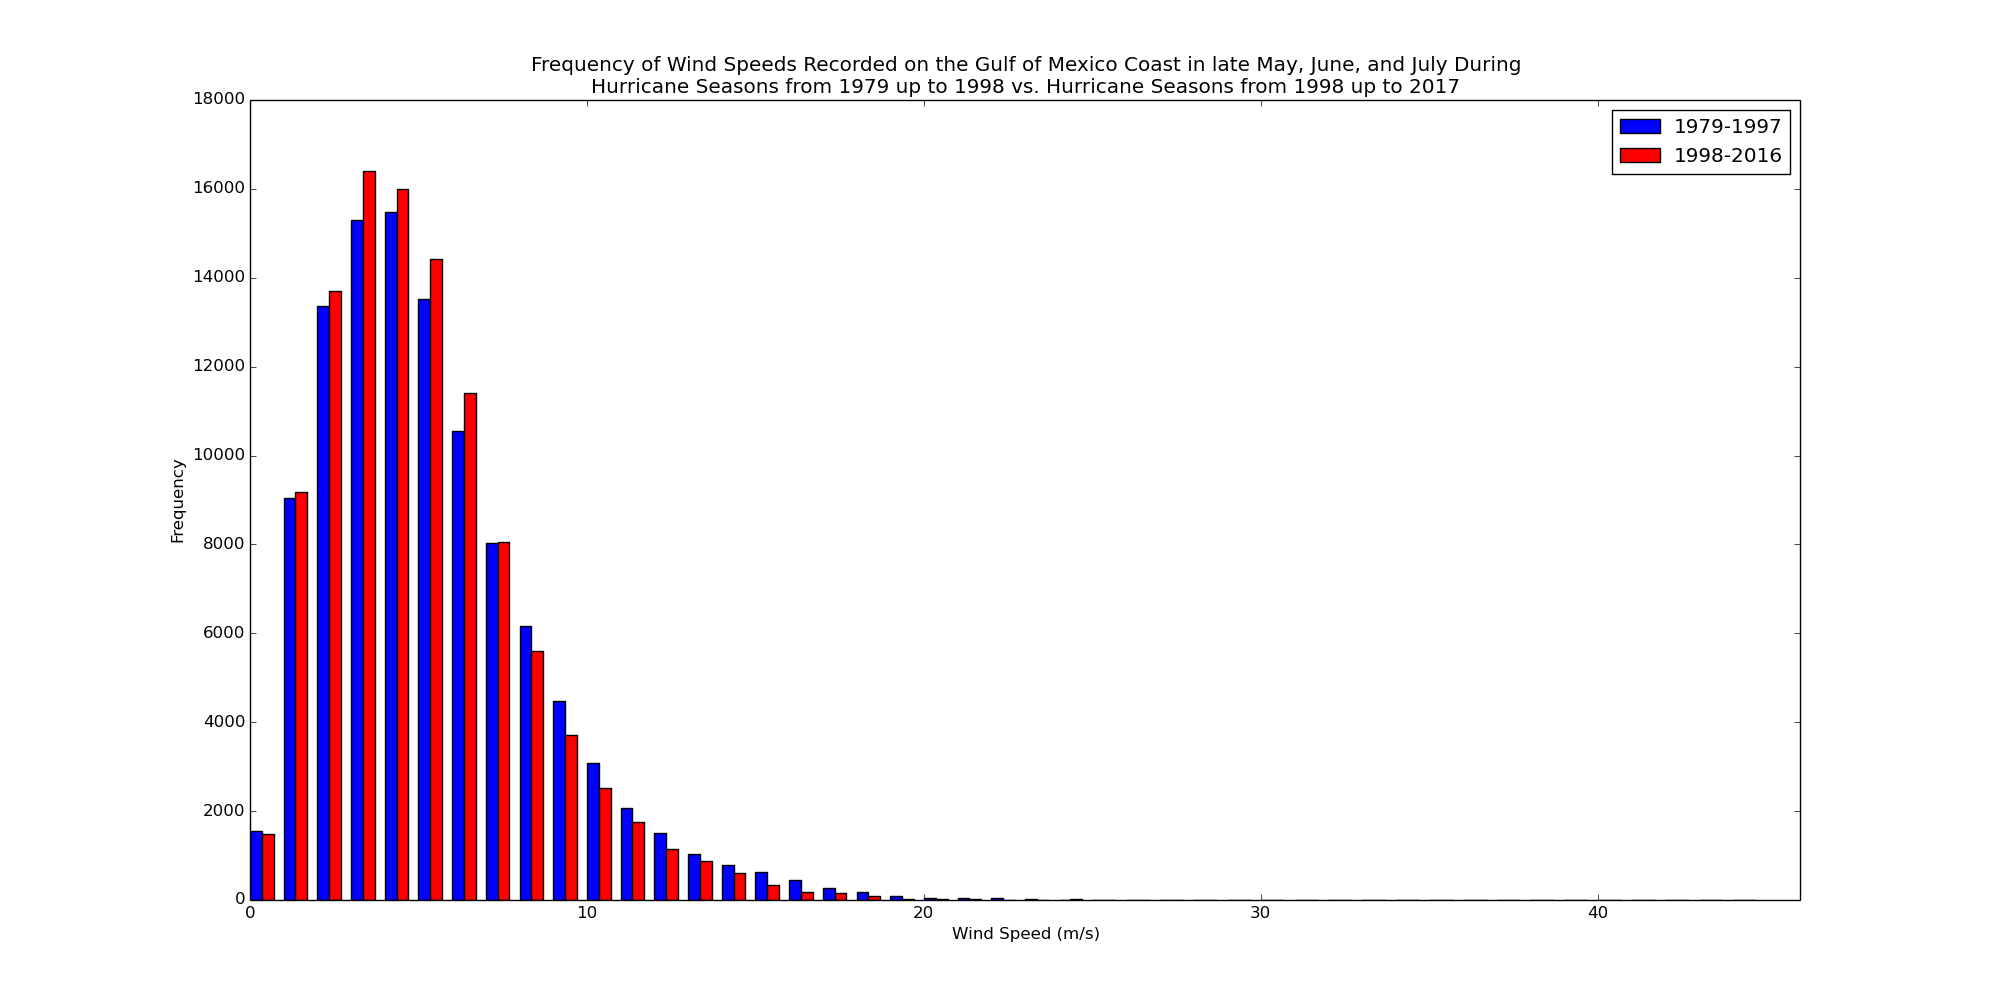 Frequency of Wind Speeds Recorded on the Gulf of Mexico Coast in late May, June, and July During
Hurricane Seasons from 1979 up to 1998 vs. Hurricane Seasons from 1998 up to 2017
1979-1997
1998-2016
18000
16000
14000
12000
10000
8000
6000
4000
2000
0
Frequency
0 10 20 30 40
Wind Speed (m/s)